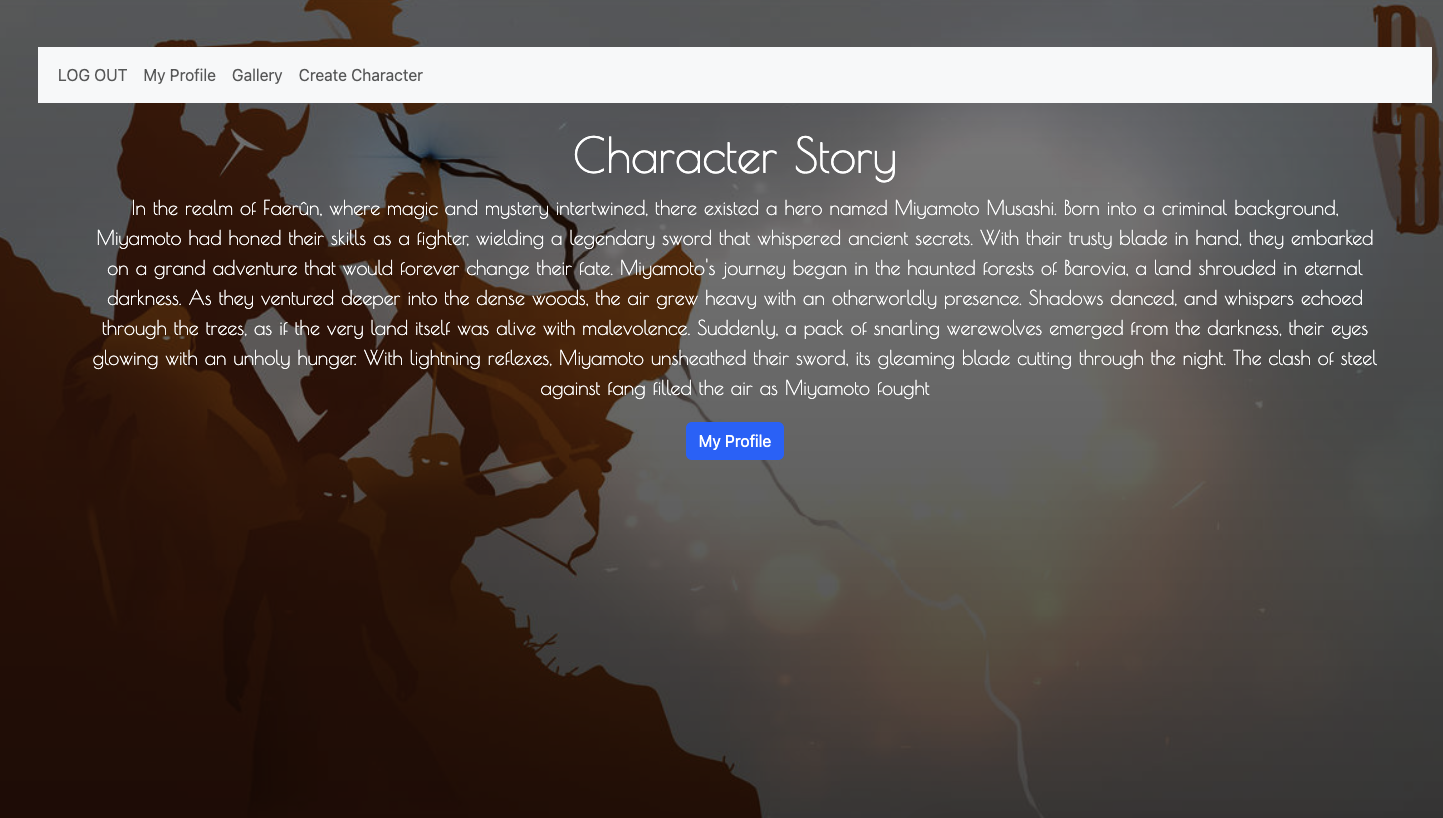 LOG OUT My Profile Gallery Create Character
Character Story
In the realm of Faerûn, where magic and mystery intertwined, there existed a hero named Miyamoto Musashi. Born into a criminal background,
Miyamoto had honed their skills as a fighter, wielding a legendary sword that whispered ancient secrets. With their trusty blade in hand, they embarked
on a grand adventure that would forever change their fate. Miyamoto's journey began in the haunted forests of Barovia, a land shrouded in eternal
darkness. As they ventured deeper into the dense woods, the air grew heavy with an otherworldly presence. Shadows danced, and whispers echoed
through the trees, as if the very land itself was alive with malevolence. Suddenly, a pack of snarling werewolves emerged from the darkness, their eyes
glowing with an unholy hunger. With lightning reflexes, Miyamoto unsheathed their sword, its gleaming blade cutting through the night. The clash of steel
against fang filled the air as Miyamoto fought
My Profile